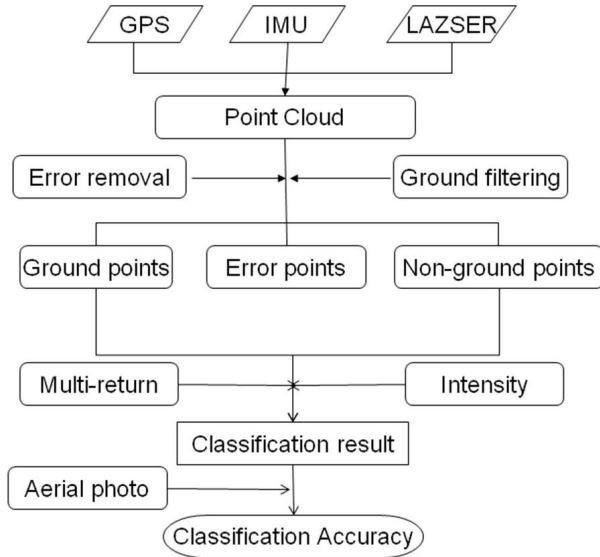 GPS
IMU
LAZSER
Point Cloud
Error removal
Ground filtering
Ground points
Error points
Non-ground points
Multi-return
Intensity
Classification result
Aerial photo
Classification Accuracy